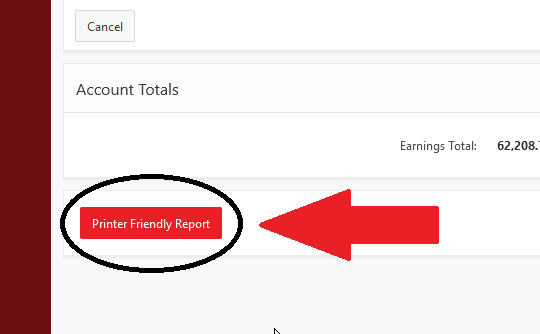 Cancel
Account Totals
Earnings Total: 62,208.
Printer Friendly Report